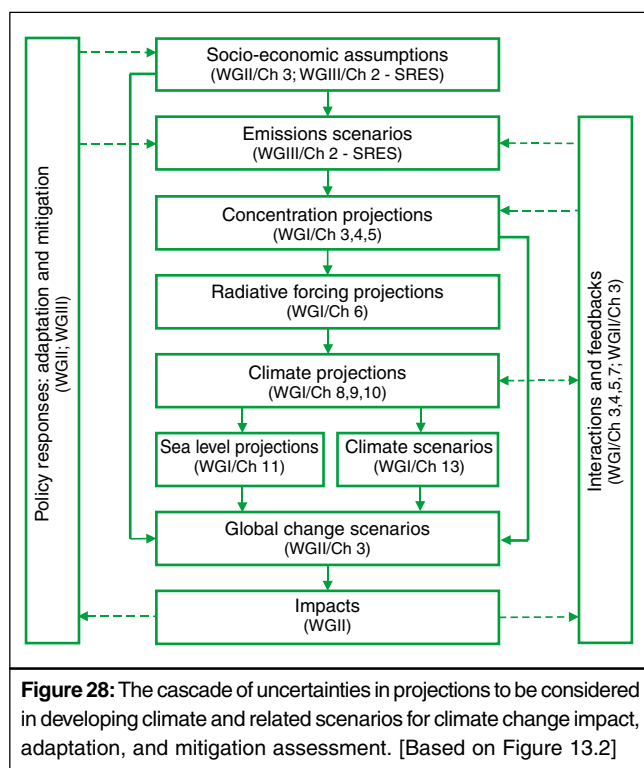 Socio-economic assumptions
(WGII/Ch 3; WGIII/Ch 2 - SRES)
Emissions scenarios
(WGIII/Ch 2 - SRES)
Concentration projections
(WGI/Ch 3,4,5)
Radiative forcing projections
(WGI/Ch 6)
Climate projections
(WGI/Ch 8,9,10)
Sea level projections
(WGI/Ch 11)
Climate scenarios
(WGI/Ch 13)
Global change scenarios
(WGII/Ch 3)
Impacts
(WGII)
Policy responses: adaptation and mitigation
(WGII; WGIII)
Interactions and feedbacks
(WGI/Ch 3,4,5,7; WGII/Ch 3)
Figure 28: The cascade of uncertainties in projections to be considered
in developing climate and related scenarios for climate change impact,
adaptation, and mitigation assessment. [Based on Figure 13.2]